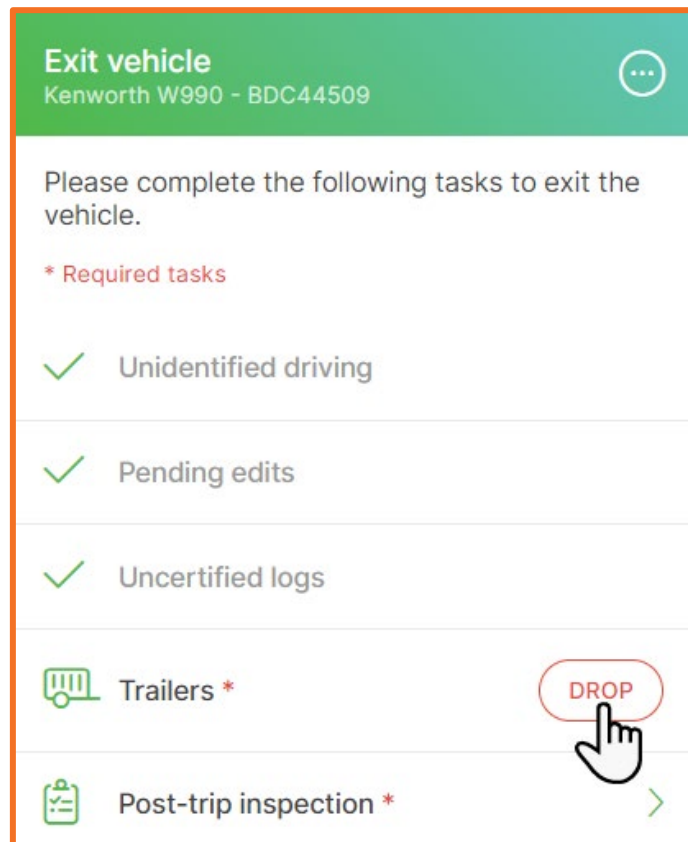 Exit vehicle
Kenworth W990 - BDC44509
Please complete the following tasks to exit the
vehicle.
* Required tasks
Unidentified driving
Pending edits
Uncertified logs
Trailers *
DROP
Post-trip inspection *